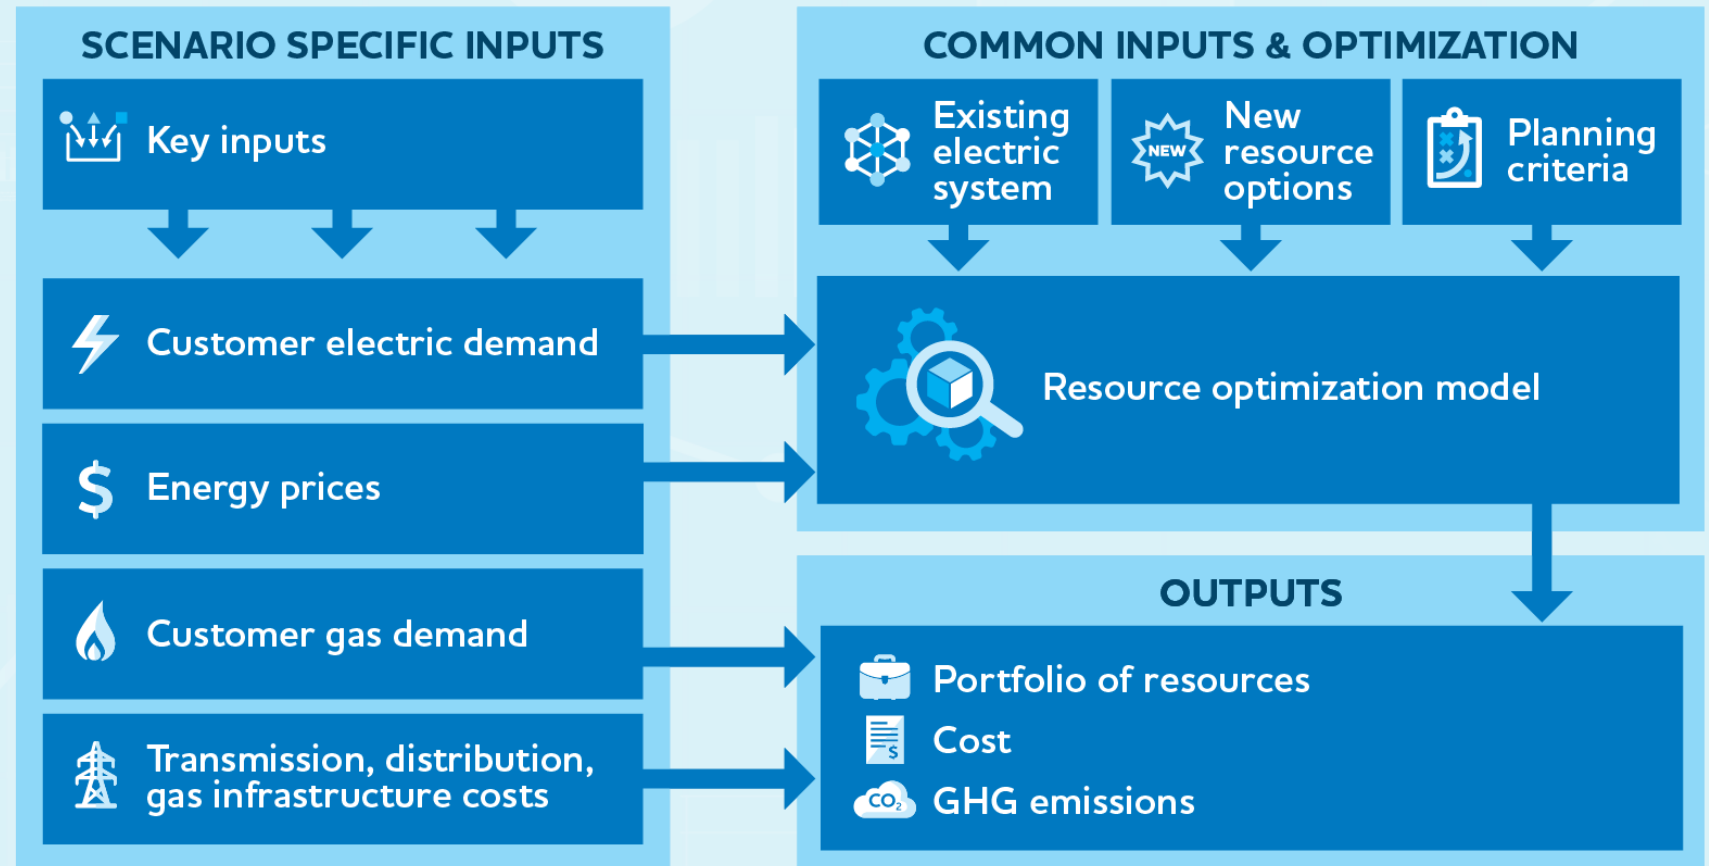 SCENARIO SPECIFIC INPUTS
Key inputs
Customer electric demand
Energy prices
Customer gas demand
Transmission, distribution,
gas infrastructure costs
COMMON INPUTS & OPTIMIZATION
Existing
electric
system
NEW
New
resource
options
Planning
criteria
Resource optimization model
OUTPUTS
Portfolio of resources
Cost
CO₂
GHG emissions